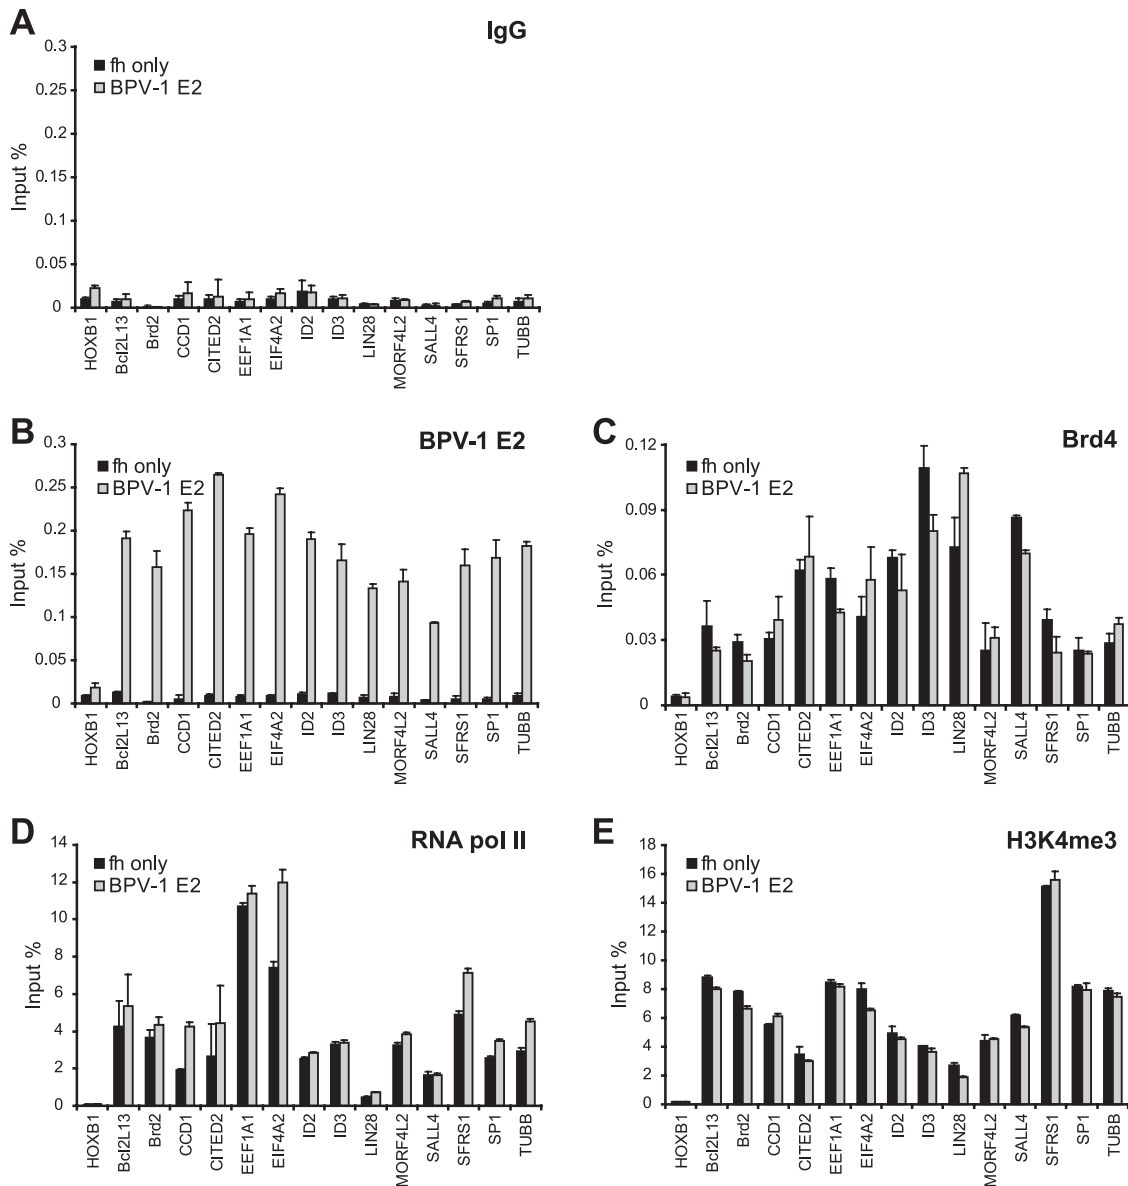 A
IgG
fh only
BPV-1 E2
Input %
0.3
0.25
0.2
0.15
0.1
0.05
0
HOXB1
Bcl2L13
Brd2
CCD1
CITED2
EEF1A1
EIF4A2
ID2
ID3
LIN28
MORF4L2
SALL4
SFRS1
SP1
TUBB
B
BPV-1 E2
fh only
BPV-1 E2
Input %
0.3
0.25
0.2
0.15
0.1
0.05
0
HOXB1
Bcl2L13
Brd2
CCD1
CITED2
EEF1A1
EIF4A2
ID2
ID3
LIN28
MORF4L2
SALL4
SFRS1
SP1
TUBB
C
Brd4
fh only
BPV-1 E2
Input %
0.12
0.09
0.06
0.03
0
HOXB1
Bcl2L13
Brd2
CCD1
CITED2
EEF1A1
EIF4A2
ID2
ID3
LIN28
MORF4L2
SALL4
SFRS1
SP1
TUBB
D
RNA pol II
fh only
BPV-1 E2
Input %
14
12
10
8
6
4
2
0
HOXB1
Bcl2L13
Brd2
CCD1
CITED2
EEF1A1
EIF4A2
ID2
ID3
LIN28
MORF4L2
SALL4
SFRS1
SP1
TUBB
E
H3K4me3
fh only
BPV-1 E2
Input %
18
16
14
12
10
8
6
4
2
0
HOXB1
Bcl2L13
Brd2
CCD1
CITED2
EEF1A1
EIF4A2
ID2
ID3
LIN28
MORF4L2
SALL4
SFRS1
SP1
TUBB